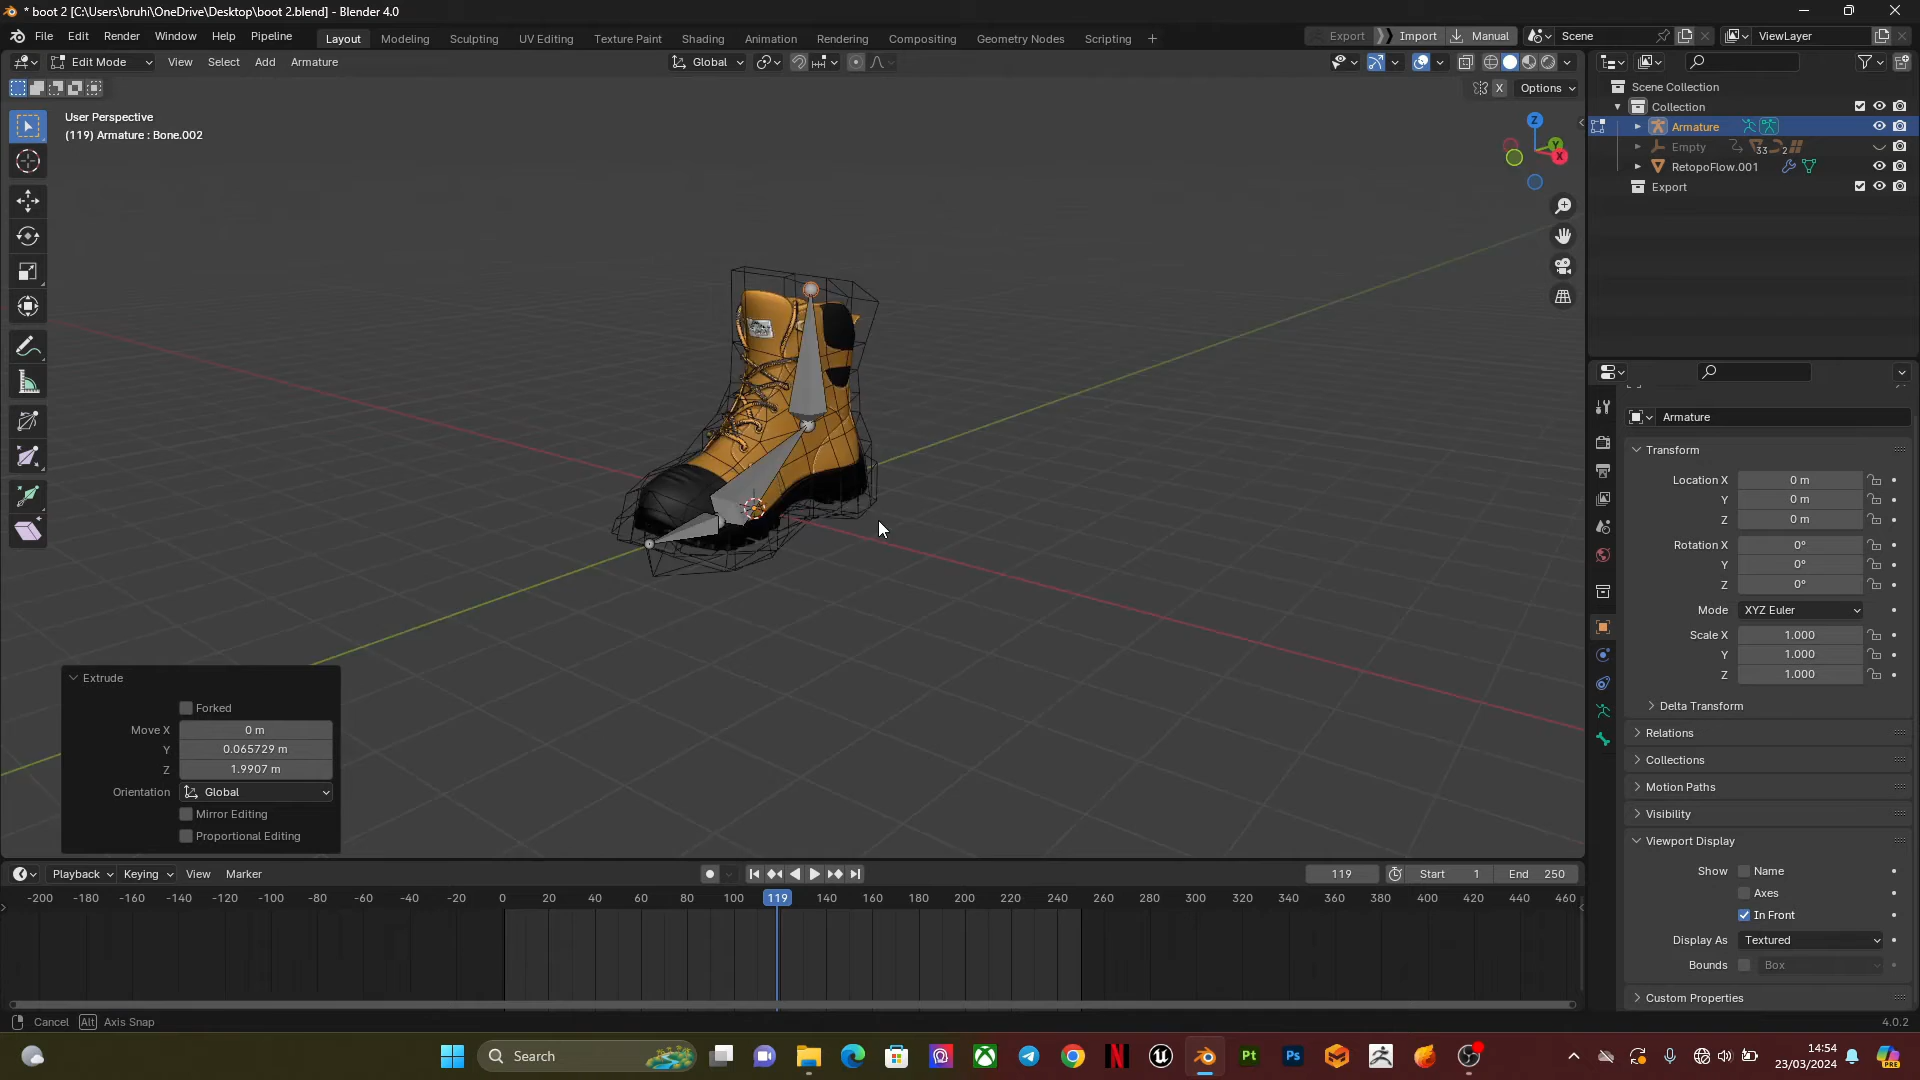 * boot 2 [C:\Users\bruhi\OneDrive\Desktop\boot 2.blend] - Blender 4.0
File Edit Render Window Help Pipeline
Layout Modeling Sculpting UV Editing Texture Paint Shading Animation Rendering Compositing Geometry Nodes Scripting +
Export Import Manual Scene ViewLayer
Edit Mode View Select Add Armature Global
X Options
User Perspective
(119) Armature : Bone.002
Z
Y
X
Scene Collection
Collection
Armature
Empty 33 2
RetopoFlow.001
Export
Armature
Transform
Location X 0 m
Y 0 m
Z 0 m
Rotation X 0°
Y 0°
Z 0°
Mode XYZ Euler
Scale X 1.000
Y 1.000
Z 1.000
Delta Transform
Relations
Collections
Motion Paths
Visibility
Viewport Display
Show Name
Axes
In Front
Display As Textured
Bounds Box
Custom Properties
Extrude
Forked
Move X 0 m
Y 0.065729 m
Z 1.9907 m
Orientation Global
Mirror Editing
Proportional Editing
Playback Keying View Marker 119 Start 1 End 250
-200 -180 -160 -140 -120 -100 -80 -60 -40 -20 0 20 40 60 80 100 119 140 160 180 200 220 240 260 280 300 320 340 360 380 400 420 440 460
Cancel Alt Axis Snap 4.0.2
Search
N
Pt
Ps
14:54
23/03/2024
PRE